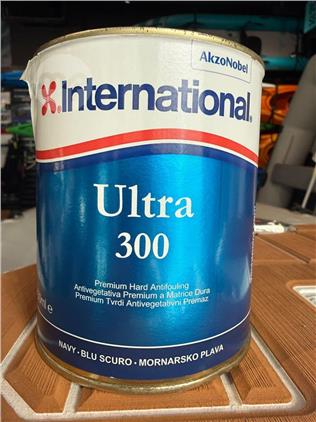 AkzoNobel
X.International.
Ultra
300
Premium Hard Antifouling
Antivegetativa Premium a Matrice Dura
Premium Tvrdi Antivegetativni Premaz
NAVY • BLU SCURO • MORNARSKO PLAVA